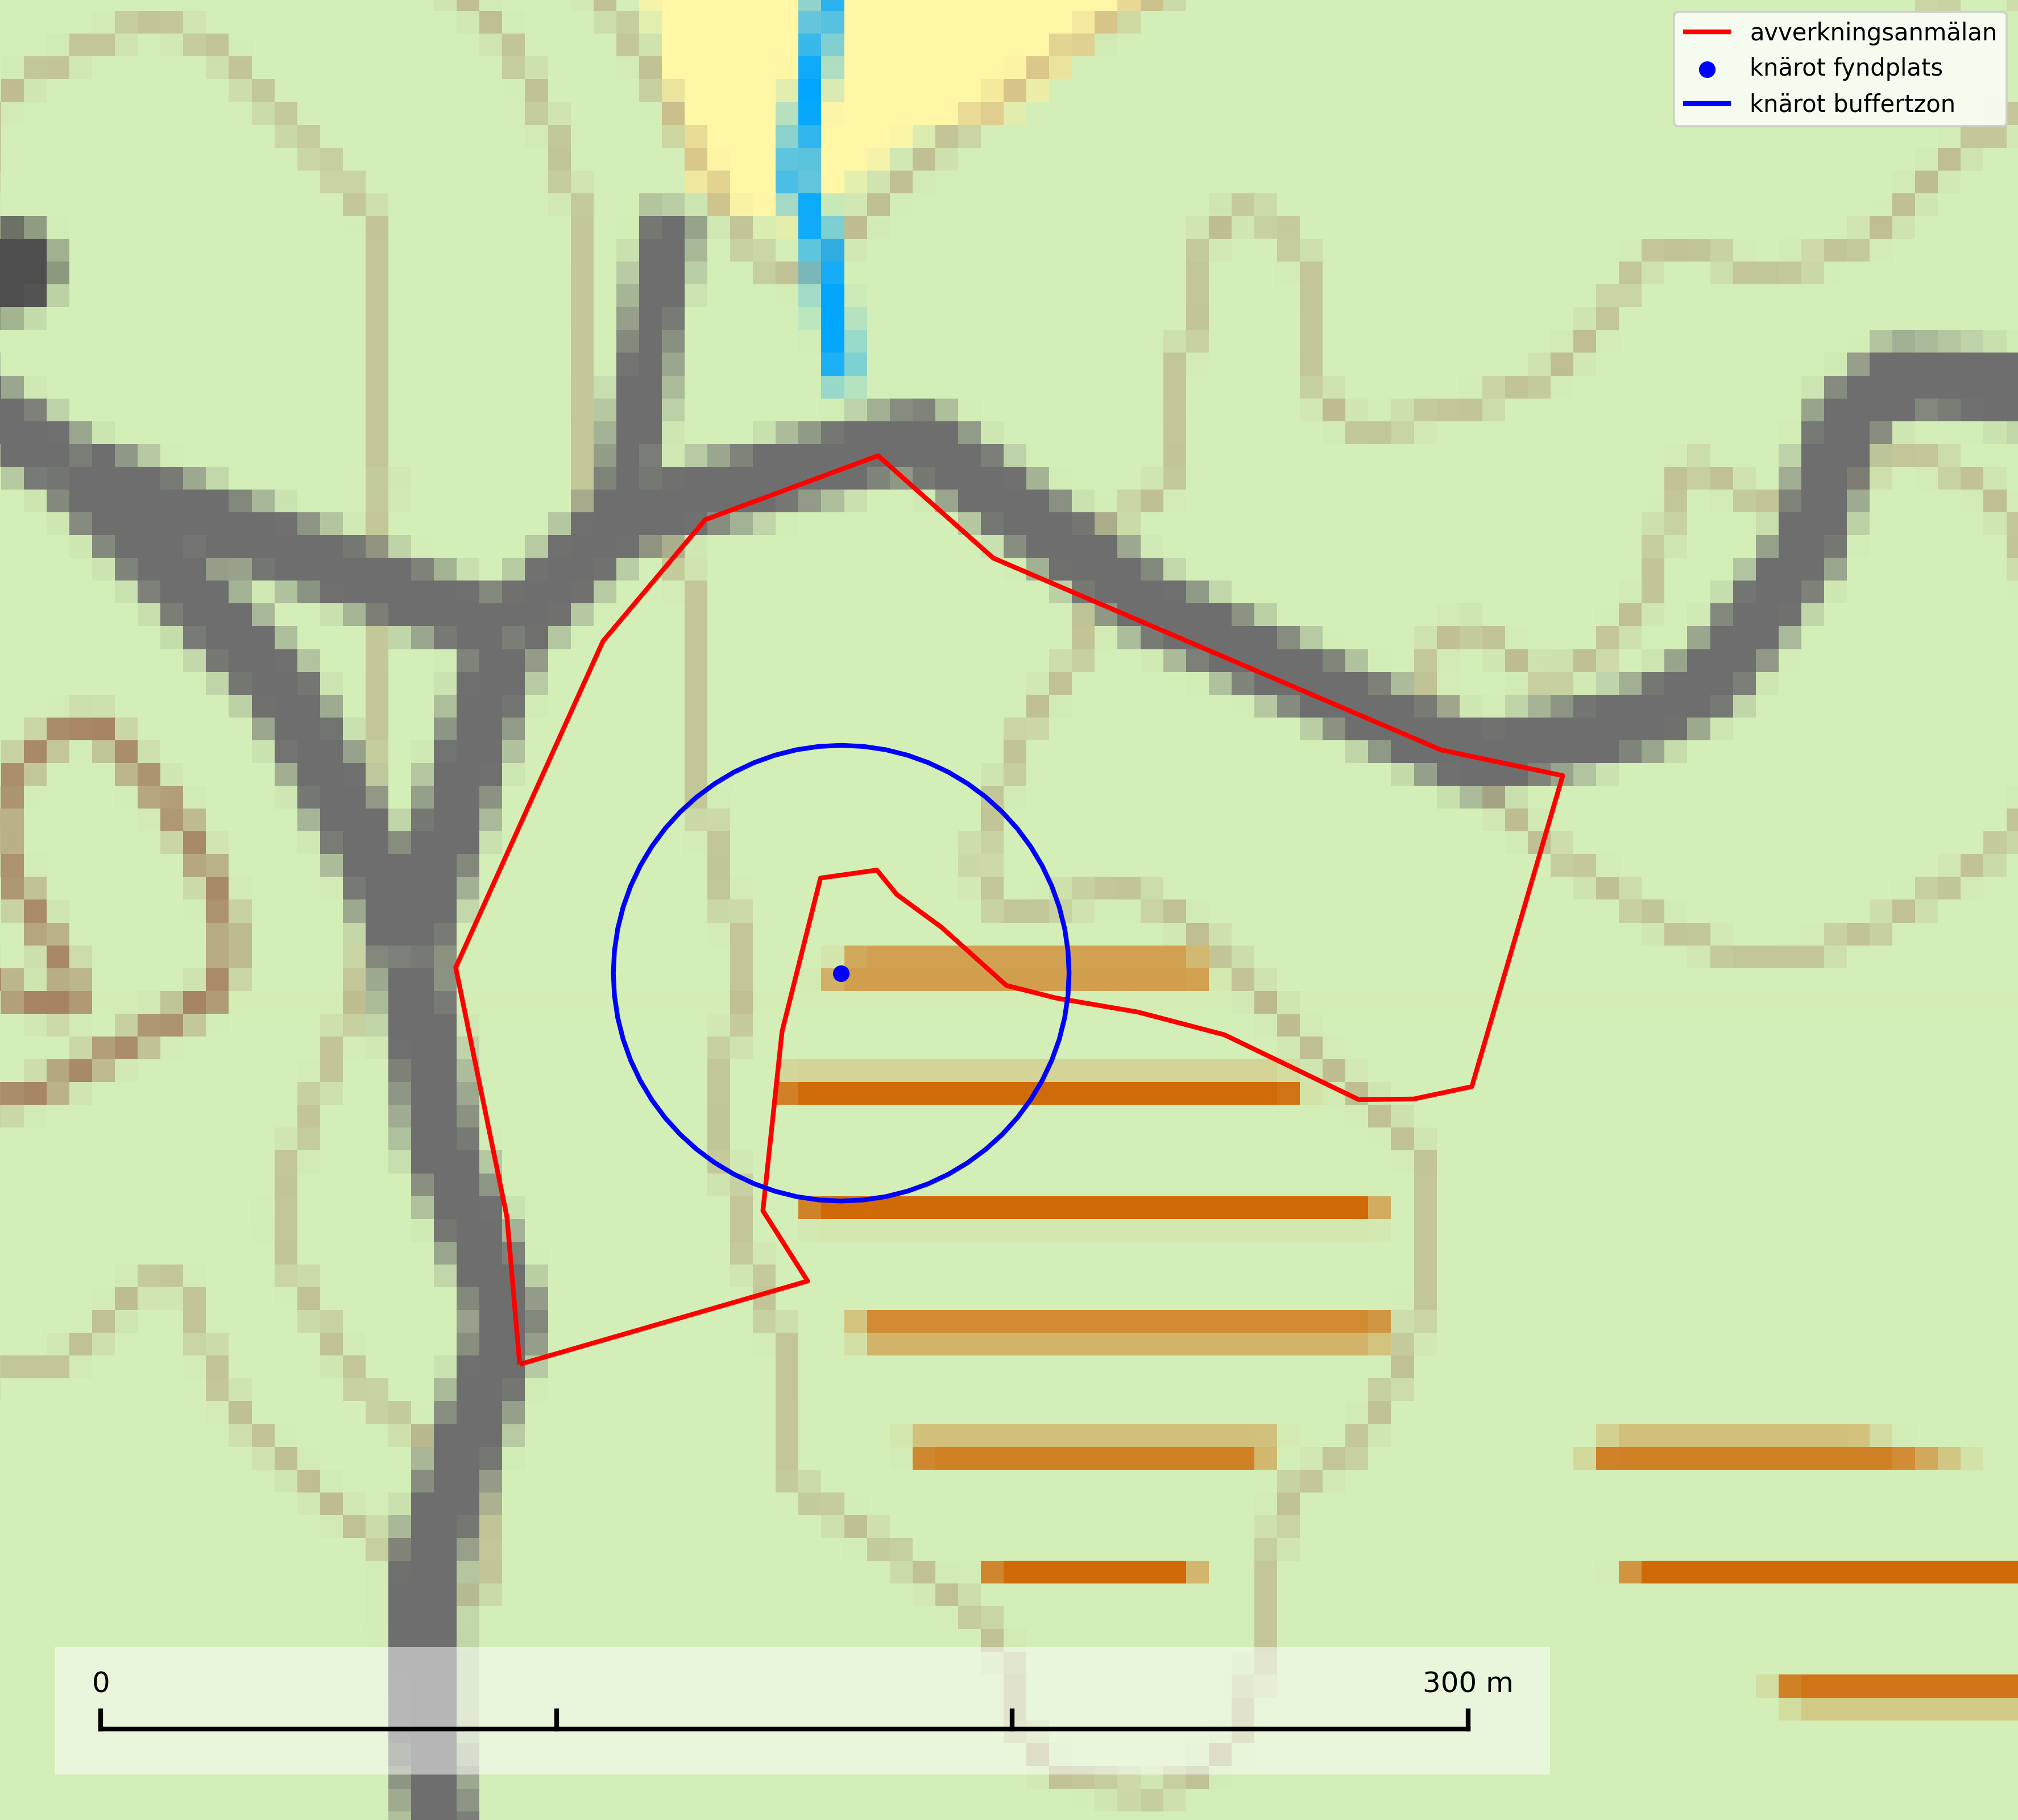 avverkningsanmälan
knärot fyndplats
knärot buffertzon
0
300 m